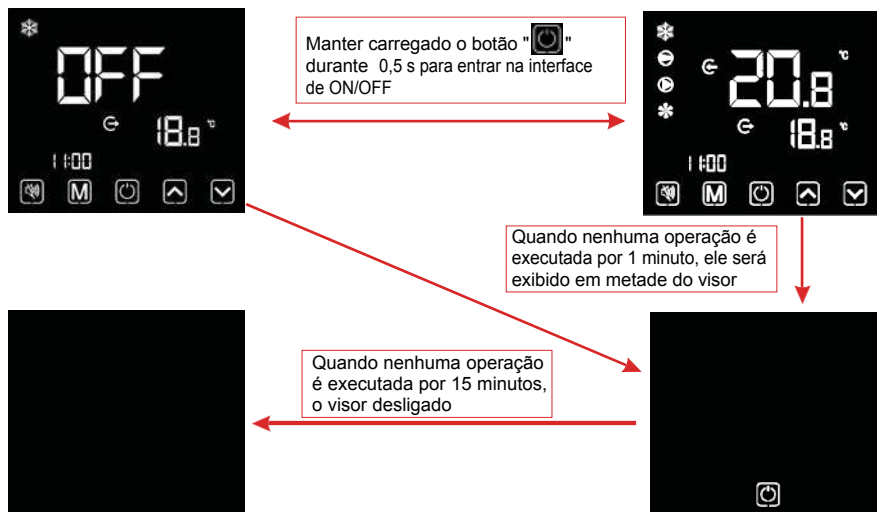 OFF
18.8 °C
11:00
M
Manter carregado o botão " "
durante 0,5 s para entrar na interface
de ON/OFF
20.8 °C
18.8 °C
11:00
M
Quando nenhuma operação é
executada por 1 minuto, ele será
exibido em metade do visor
Quando nenhuma operação
é executada por 15 minutos,
o visor desligado